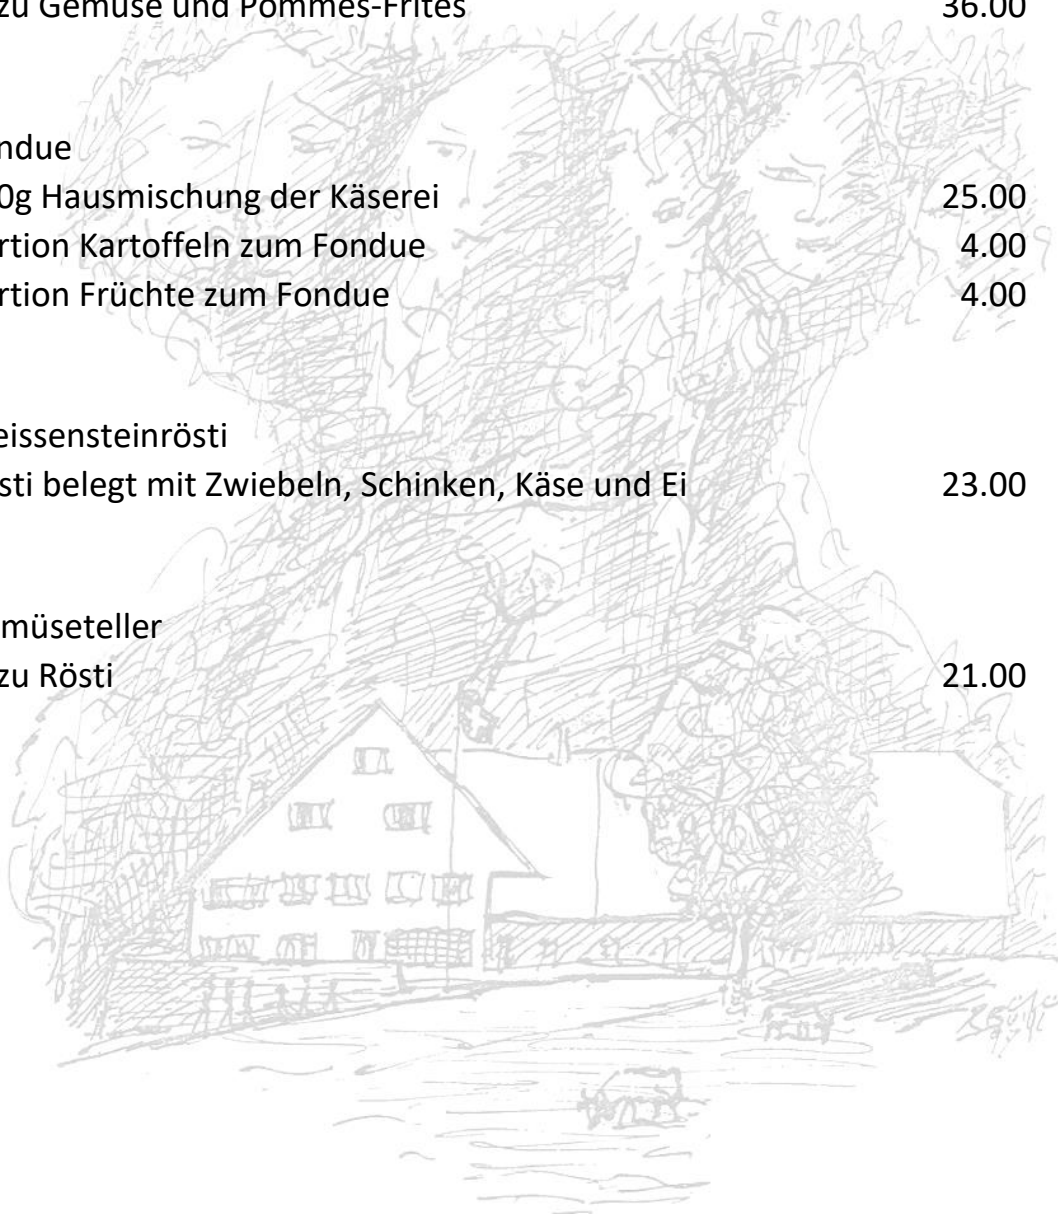 zu Gemüse und Pommes-Frites 36.00
ndue
0g Hausmischung der Käserei 25.00
rtion Kartoffeln zum Fondue 4.00
rtion Früchte zum Fondue 4.00
eissensteinrösti
sti belegt mit Zwiebeln, Schinken, Käse und Ei 23.00
müseteller
zu Rösti 21.00